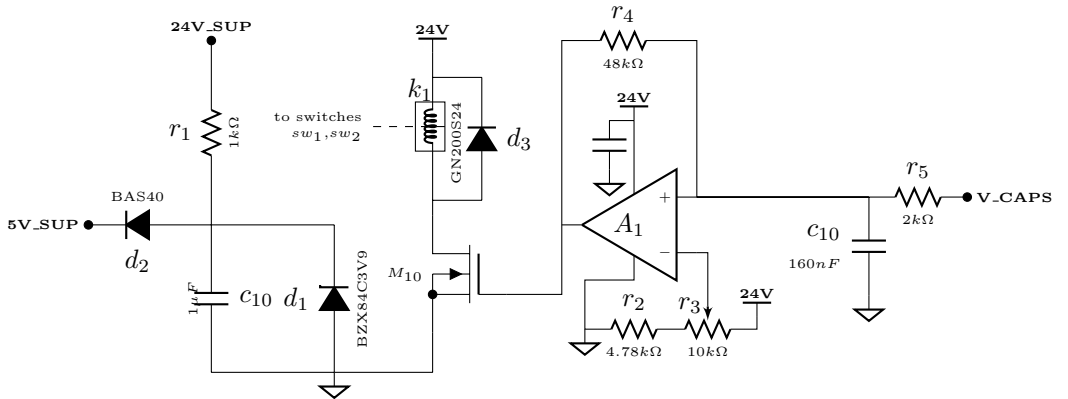 24V_SUP
r1
1kΩ
BAS40
5V_SUP
d2
1μF
c10
d1
BZX84C3V9
24V
k1
to switches
sw1,sw2
GN200S24
d3
M10
r4
48kΩ
24V
A1
+
−
r2
4.78kΩ
r3
10kΩ
24V
r5
2kΩ
V_CAPS
c10
160nF